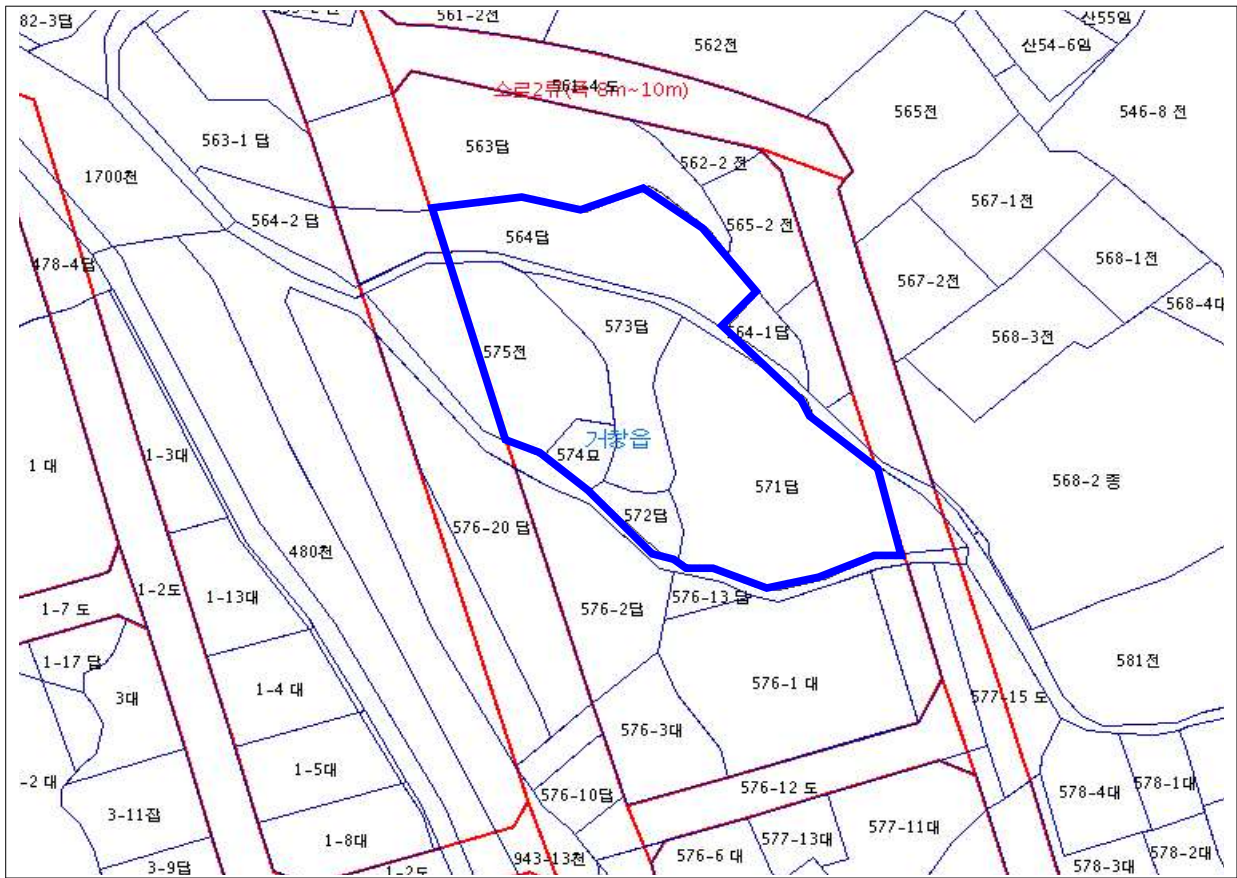 82-3답
561-2전
562전
산55임
산54-6임
소로2류(폭 8m~10m)
561-4 도
565전
546-8 전
563-1 답
563답
562-2 전
1700천
564-2 답
564답
565-2 전
567-1전
478-4답
567-2전
568-1전
568-4대
573답
564-1답
568-3전
575전
거창읍
574묘
1 대
1-3대
571답
568-2 종
572답
576-20 답
480천
1-2도
1-13대
1-7 도
576-2답
576-13 답
1-17 답
3대
1-4 대
576-1 대
577-15 도
581전
576-3대
-2 대
1-5대
576-10답
576-12 도
578-4대
578-1대
3-11잡
1-8대
577-13대
577-11대
3-9답
1-2도
943-13천
576-6 대
578-3대
578-2대